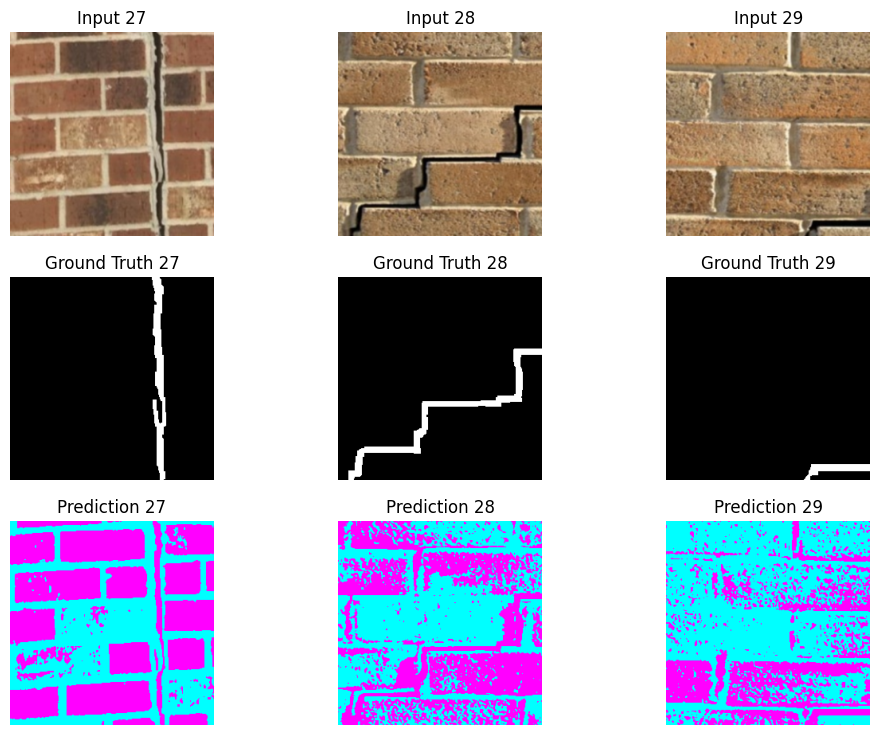 Input 27
Input 28
Input 29
Ground Truth 27
Ground Truth 28
Ground Truth 29
Prediction 27
Prediction 28
Prediction 29